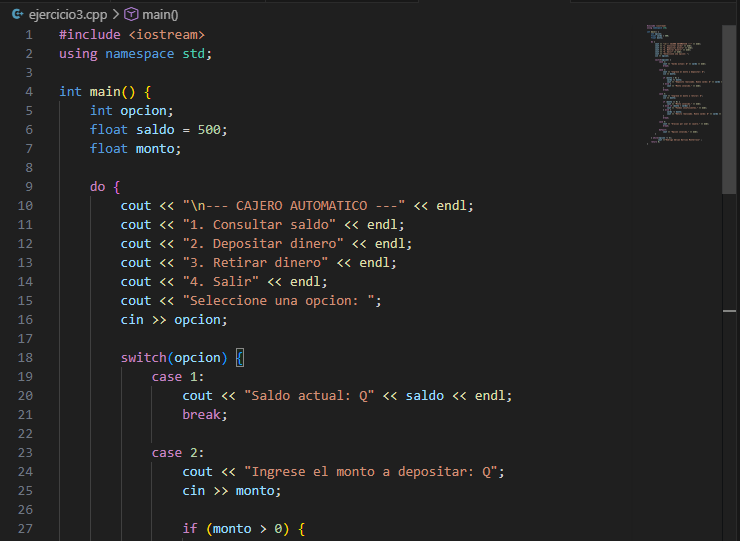 ejercicio3.cpp > main()
1 #include <iostream>
2 using namespace std;
3
4 int main() {
5 int opcion;
6 float saldo = 500;
7 float monto;
8
9 do {
10 cout << "\n--- CAJERO AUTOMATICO ---" << endl;
11 cout << "1. Consultar saldo" << endl;
12 cout << "2. Depositar dinero" << endl;
13 cout << "3. Retirar dinero" << endl;
14 cout << "4. Salir" << endl;
15 cout << "Seleccione una opcion: ";
16 cin >> opcion;
17
18 switch(opcion) {
19 case 1:
20 cout << "Saldo actual: Q" << saldo << endl;
21 break;
22
23 case 2:
24 cout << "Ingrese el monto a depositar: Q";
25 cin >> monto;
26
27 if (monto > 0) {